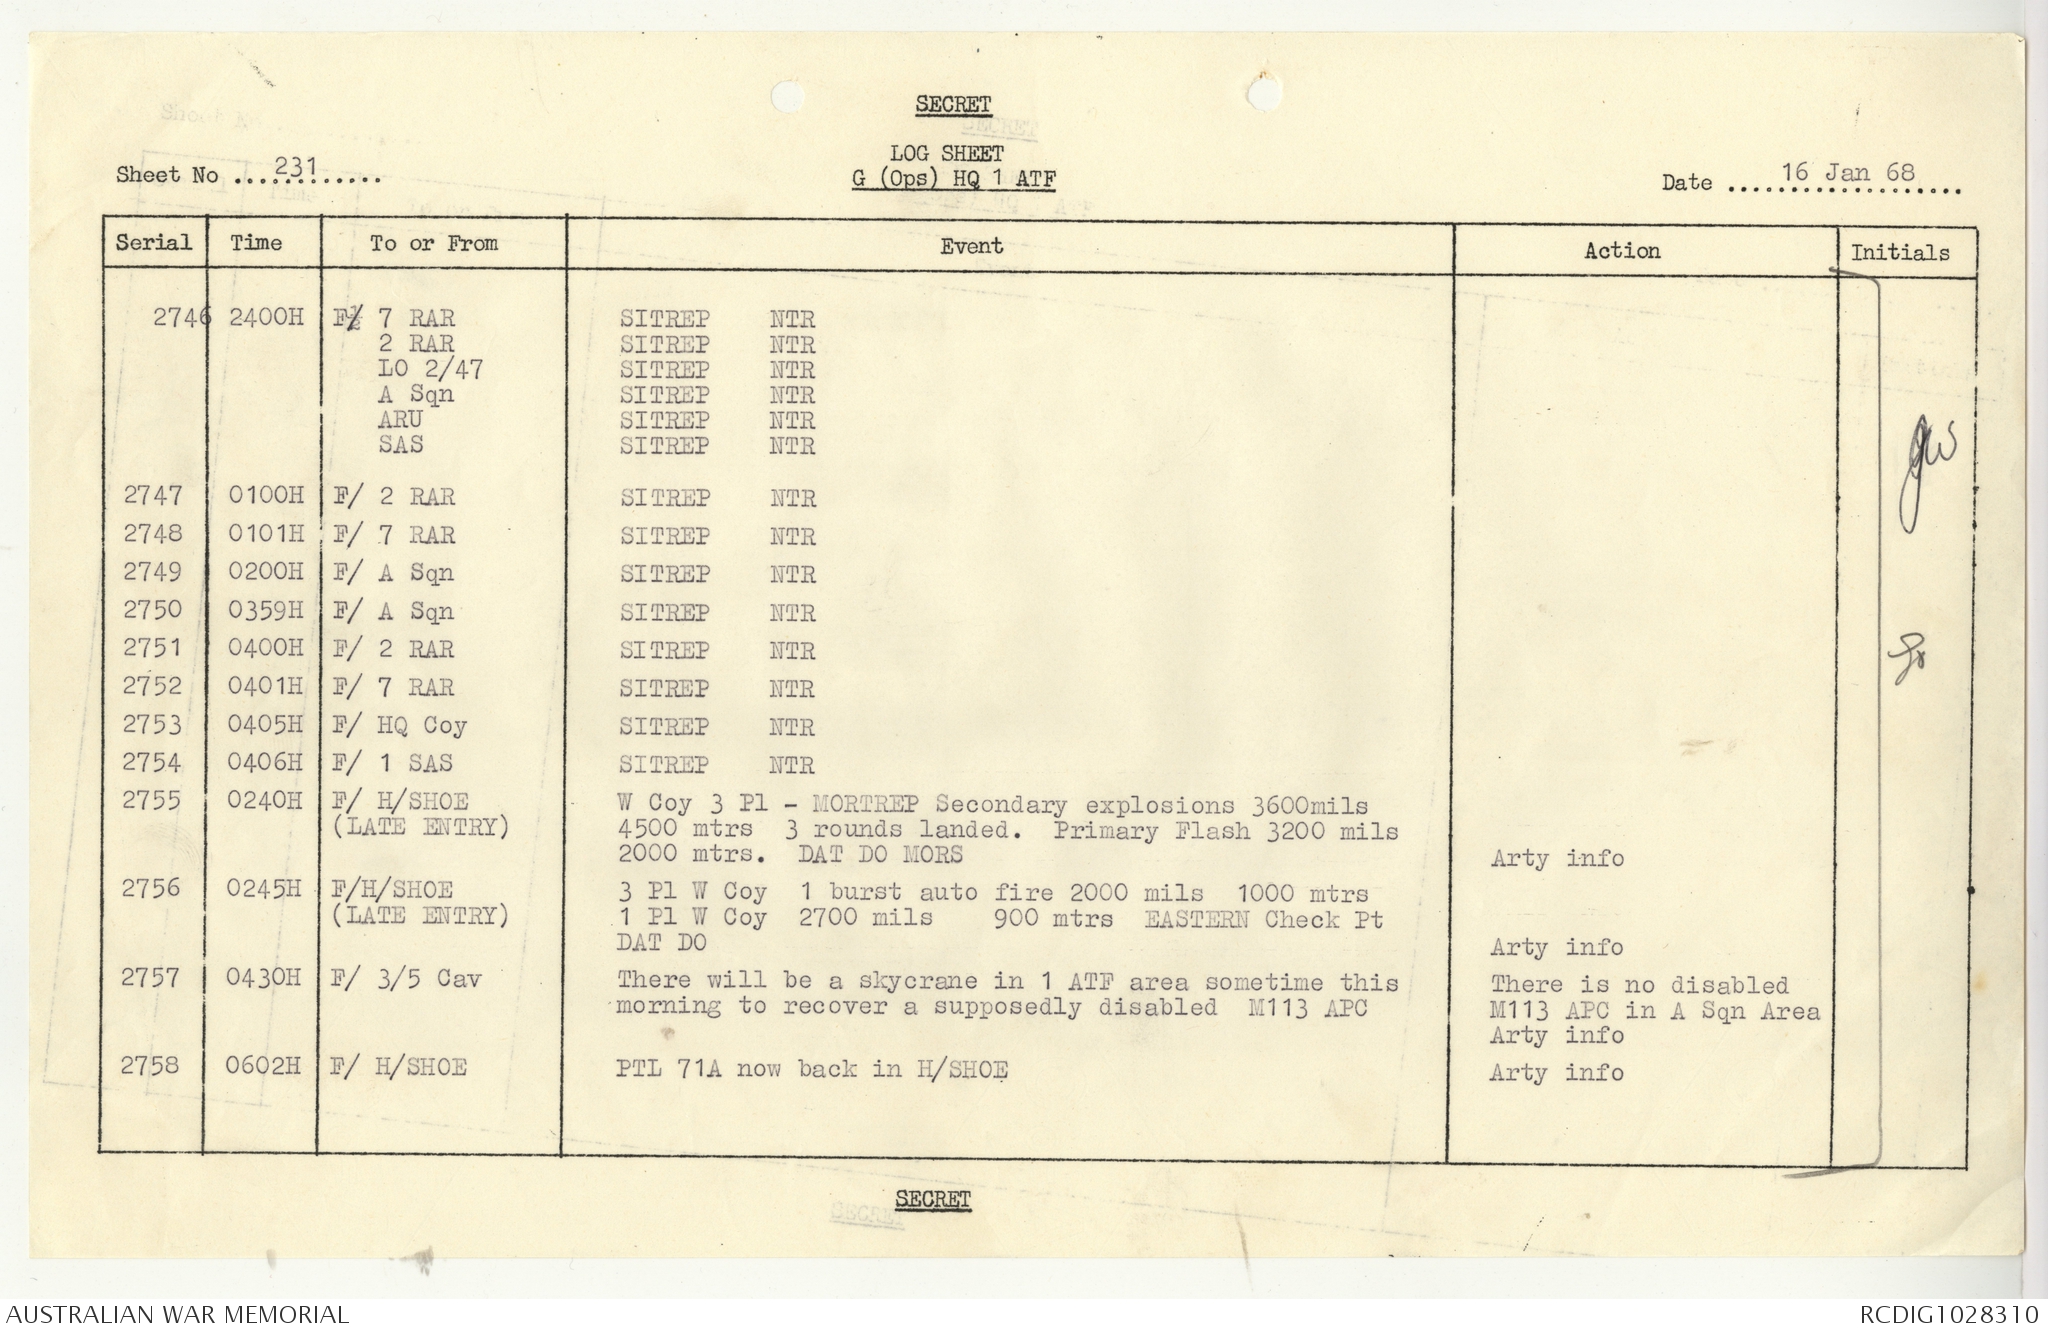 SECRET
LOG SHEET
Sheet No ....231.......
G (Ops) HQ 1 ATF
Date ....16 Jan 68....
Serial Time To or From Event Action Initials
2746 2400H F/ 7 RAR SITREP NTR
2 RAR SITREP NTR
LO 2/47 SITREP NTR
A Sqn SITREP NTR
ARU SITREP NTR
SAS SITREP NTR
2747 0100H F/ 2 RAR SITREP NTR
2748 0101H F/ 7 RAR SITREP NTR
2749 0200H F/ A Sqn SITREP NTR
2750 0359H F/ A Sqn SITREP NTR
2751 0400H F/ 2 RAR SITREP NTR
2752 0401H F/ 7 RAR SITREP NTR
2753 0405H F/ HQ Coy SITREP NTR
2754 0406H F/ 1 SAS SITREP NTR
2755 0240H F/ H/SHOE W Coy 3 Pl - MORTREP Secondary explosions 3600mils
(LATE ENTRY) 4500 mtrs 3 rounds landed. Primary Flash 3200 mils
2000 mtrs. DAT DO MORS Arty info
2756 0245H F/H/SHOE 3 Pl W Coy 1 burst auto fire 2000 mils 1000 mtrs
(LATE ENTRY) 1 Pl W Coy 2700 mils 900 mtrs EASTERN Check Pt
DAT DO Arty info
2757 0430H F/ 3/5 Cav There will be a skycrane in 1 ATF area sometime this There is no disabled
morning to recover a supposedly disabled M113 APC M113 APC in A Sqn Area
Arty info
2758 0602H F/ H/SHOE PTL 71A now back in H/SHOE Arty info
SECRET
AUSTRALIAN WAR MEMORIAL
RCDIG1028310